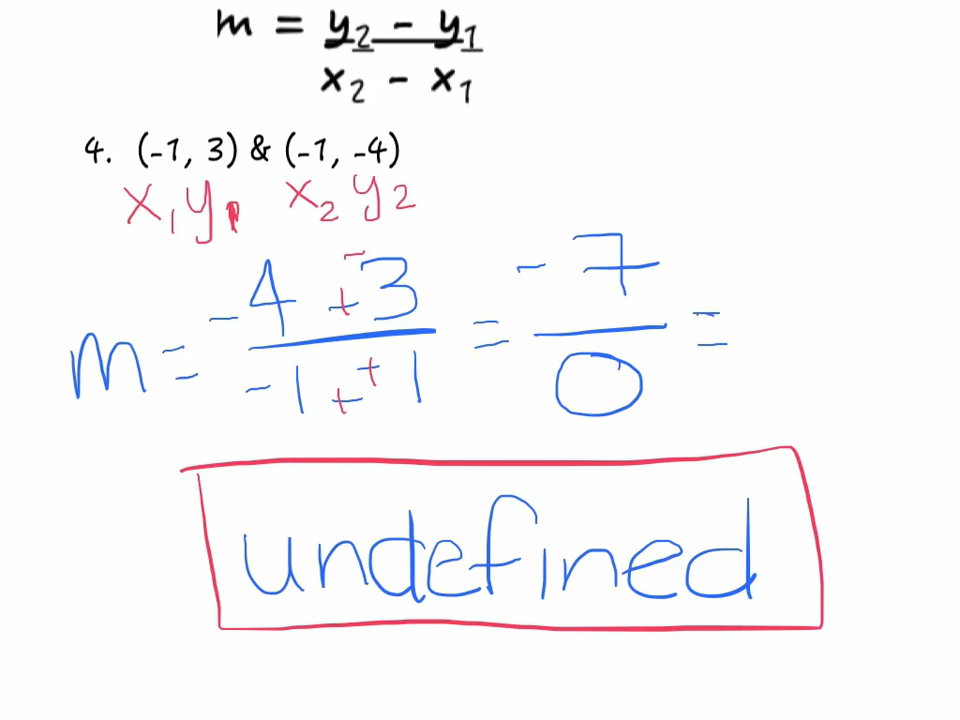 m = y₂ - y₁
x₂ - x₁
4. (-1, 3) & (-1, -4)
x₁ y₁ x₂ y₂
-4 + - 3
-7
m = = =
-1 + + 1
0
undefined